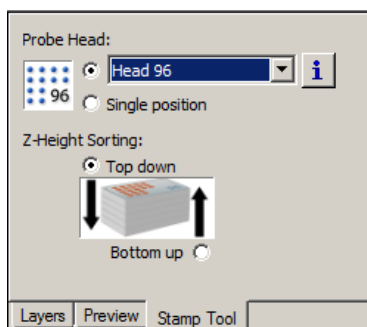 Probe Head:
Head 96
i
96
Single position
Z-Height Sorting:
Top down
Bottom up
Layers Preview Stamp Tool